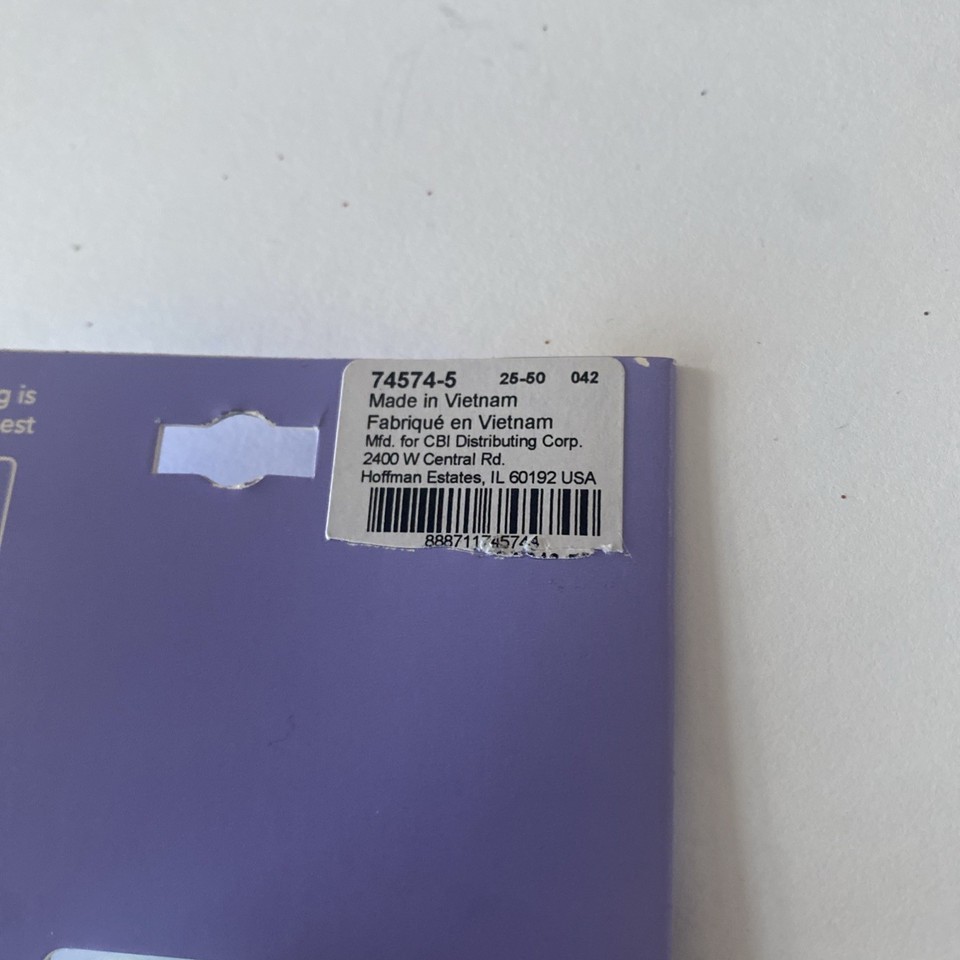 g is
est
74574-5 25-50 042
Made in Vietnam
Fabriqué en Vietnam
Mfd. for CBI Distributing Corp.
2400 W Central Rd.
Hoffman Estates, IL 60192 USA
888711745744